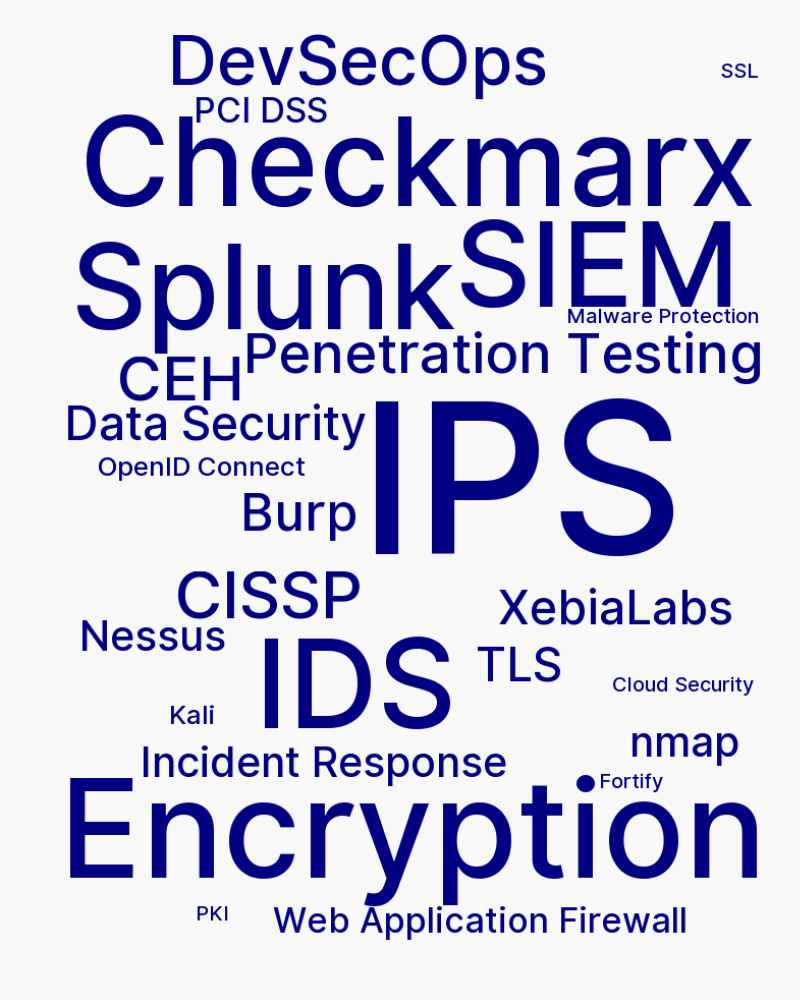 DevSecOps
SSL
PCI DSS
Checkmarx
SIEM
Splunk
Malware Protection
Penetration Testing
CEH
Data Security
IPS
OpenID Connect
Burp
CISSP
XebiaLabs
Nessus
IDS
TLS
Cloud Security
Kali
nmap
Incident Response
Fortify
Encryption
PKI
Web Application Firewall